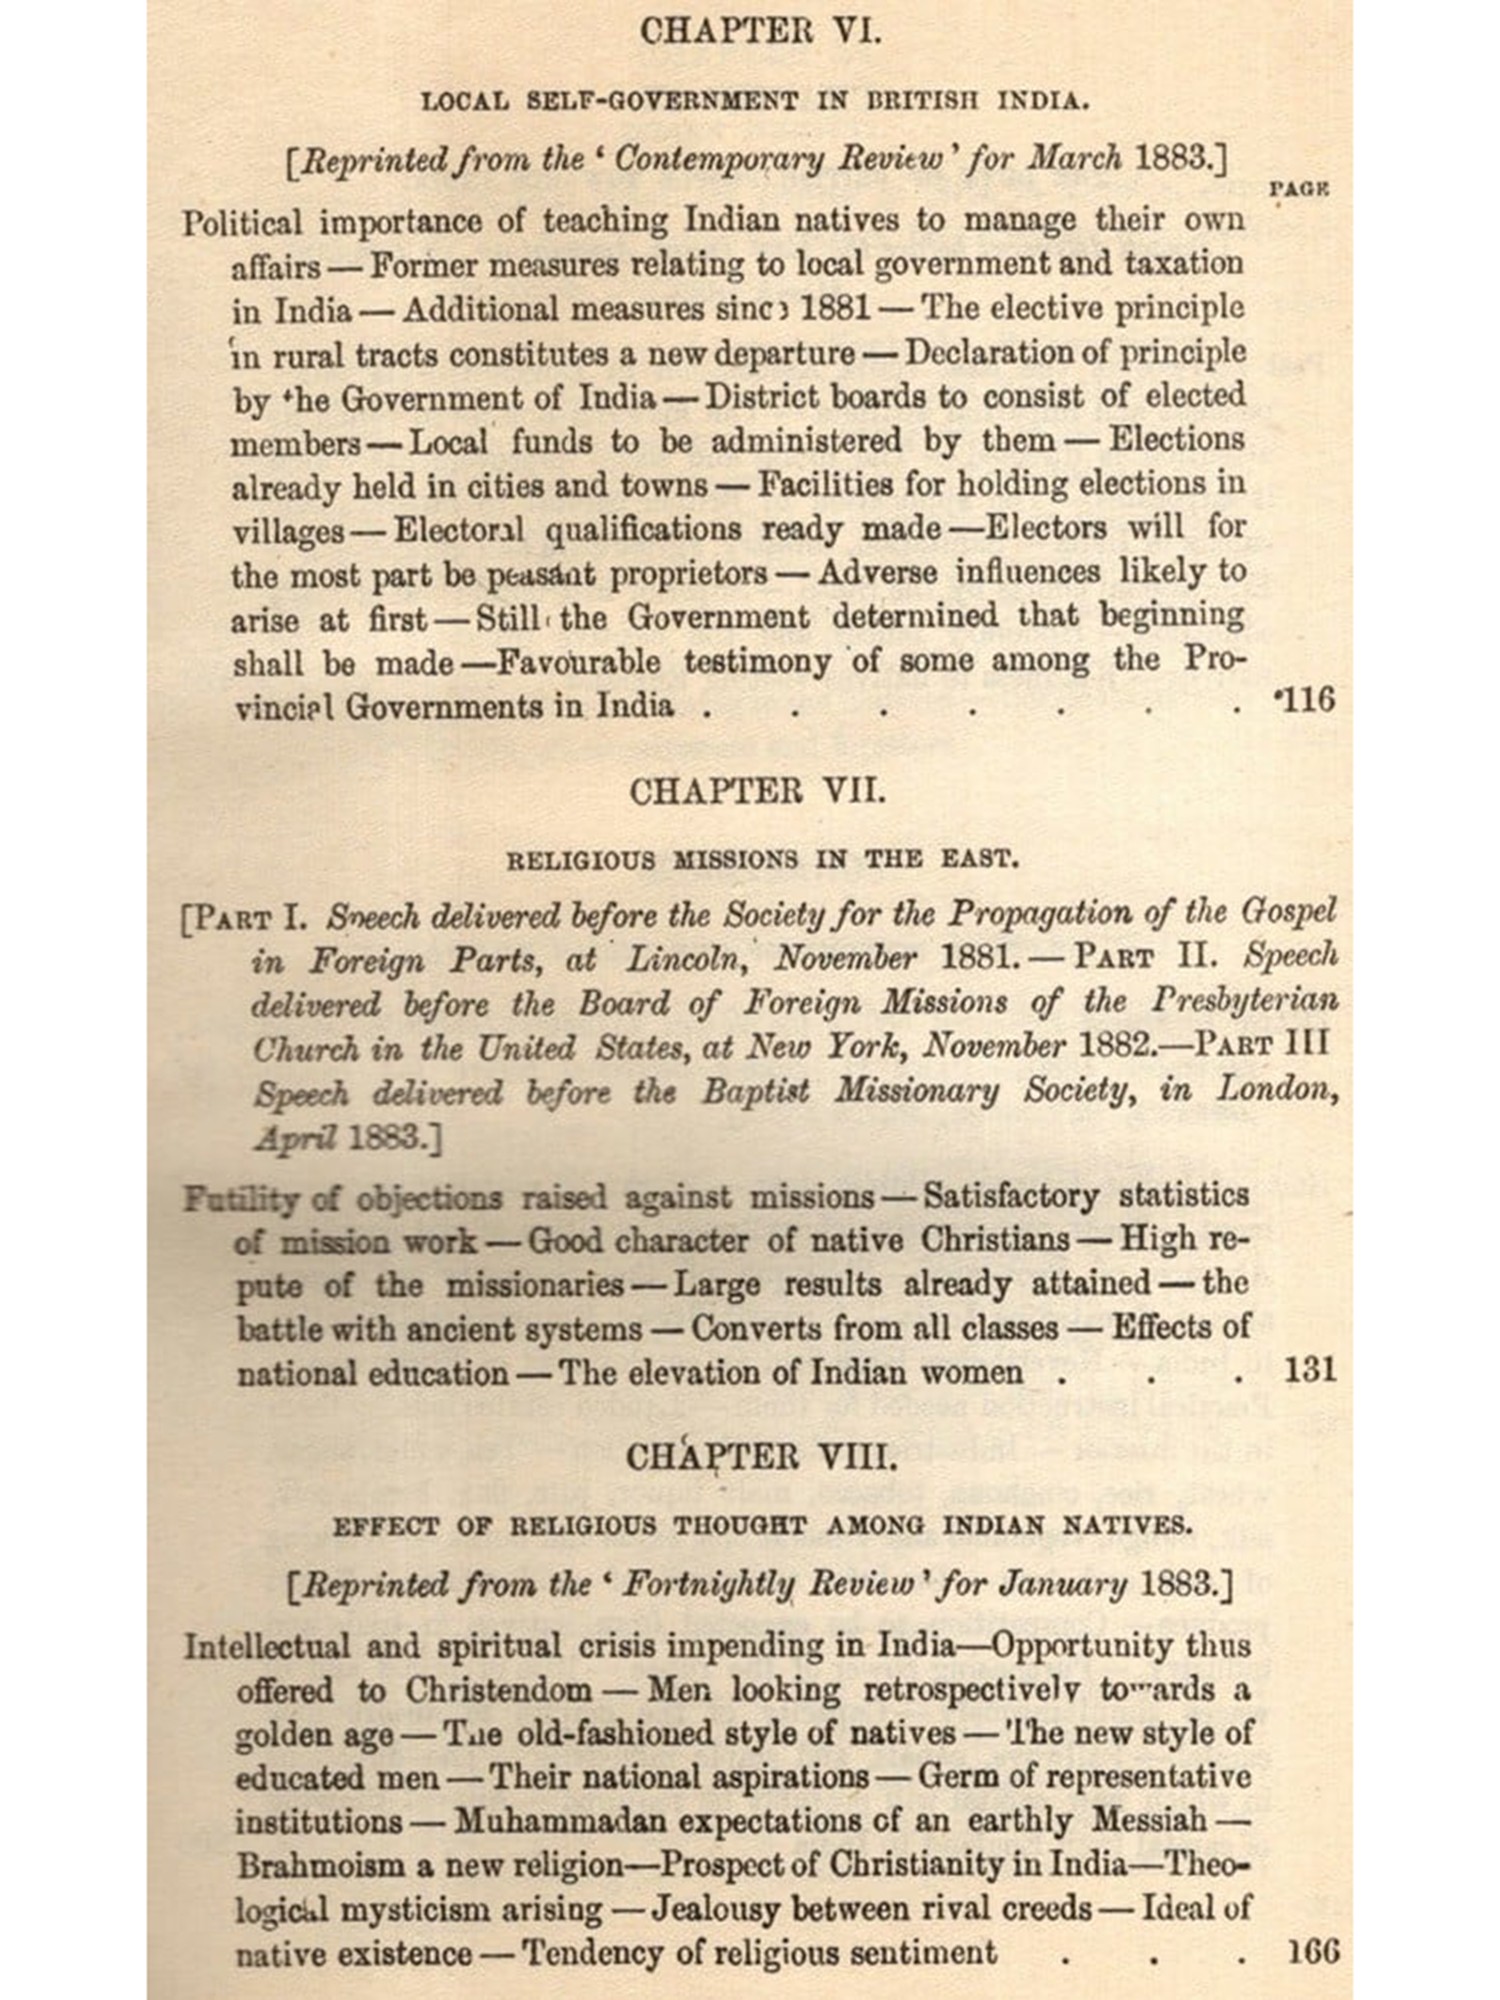 CHAPTER VI.
LOCAL SELF-GOVERNMENT IN BRITISH INDIA.
[Reprinted from the ‘ Contemporary Review ’ for March 1883.]
PAGE
Political importance of teaching Indian natives to manage their own
affairs — Former measures relating to local government and taxation
in India — Additional measures since 1881 — The elective principle
in rural tracts constitutes a new departure — Declaration of principle
by the Government of India — District boards to consist of elected
members — Local funds to be administered by them — Elections
already held in cities and towns — Facilities for holding elections in
villages — Electoral qualifications ready made — Electors will for
the most part be peasant proprietors — Adverse influences likely to
arise at first — Still the Government determined that beginning
shall be made — Favourable testimony of some among the Pro-
vincial Governments in India . . . . . . . 116
CHAPTER VII.
RELIGIOUS MISSIONS IN THE EAST.
[PART I. Speech delivered before the Society for the Propagation of the Gospel
in Foreign Parts, at Lincoln, November 1881. — PART II. Speech
delivered before the Board of Foreign Missions of the Presbyterian
Church in the United States, at New York, November 1882.—PART III
Speech delivered before the Baptist Missionary Society, in London,
April 1883.]
Futility of objections raised against missions — Satisfactory statistics
of mission work — Good character of native Christians — High re-
pute of the missionaries — Large results already attained — the
battle with ancient systems — Converts from all classes — Effects of
national education — The elevation of Indian women . . . 131
CHAPTER VIII.
EFFECT OF RELIGIOUS THOUGHT AMONG INDIAN NATIVES.
[Reprinted from the ‘ Fortnightly Review ’ for January 1883.]
Intellectual and spiritual crisis impending in India—Opportunity thus
offered to Christendom — Men looking retrospectively towards a
golden age — The old-fashioned style of natives — The new style of
educated men — Their national aspirations — Germ of representative
institutions — Muhammadan expectations of an earthly Messiah —
Brahmoism a new religion—Prospect of Christianity in India—Theo-
logical mysticism arising — Jealousy between rival creeds — Ideal of
native existence — Tendency of religious sentiment . . . 166